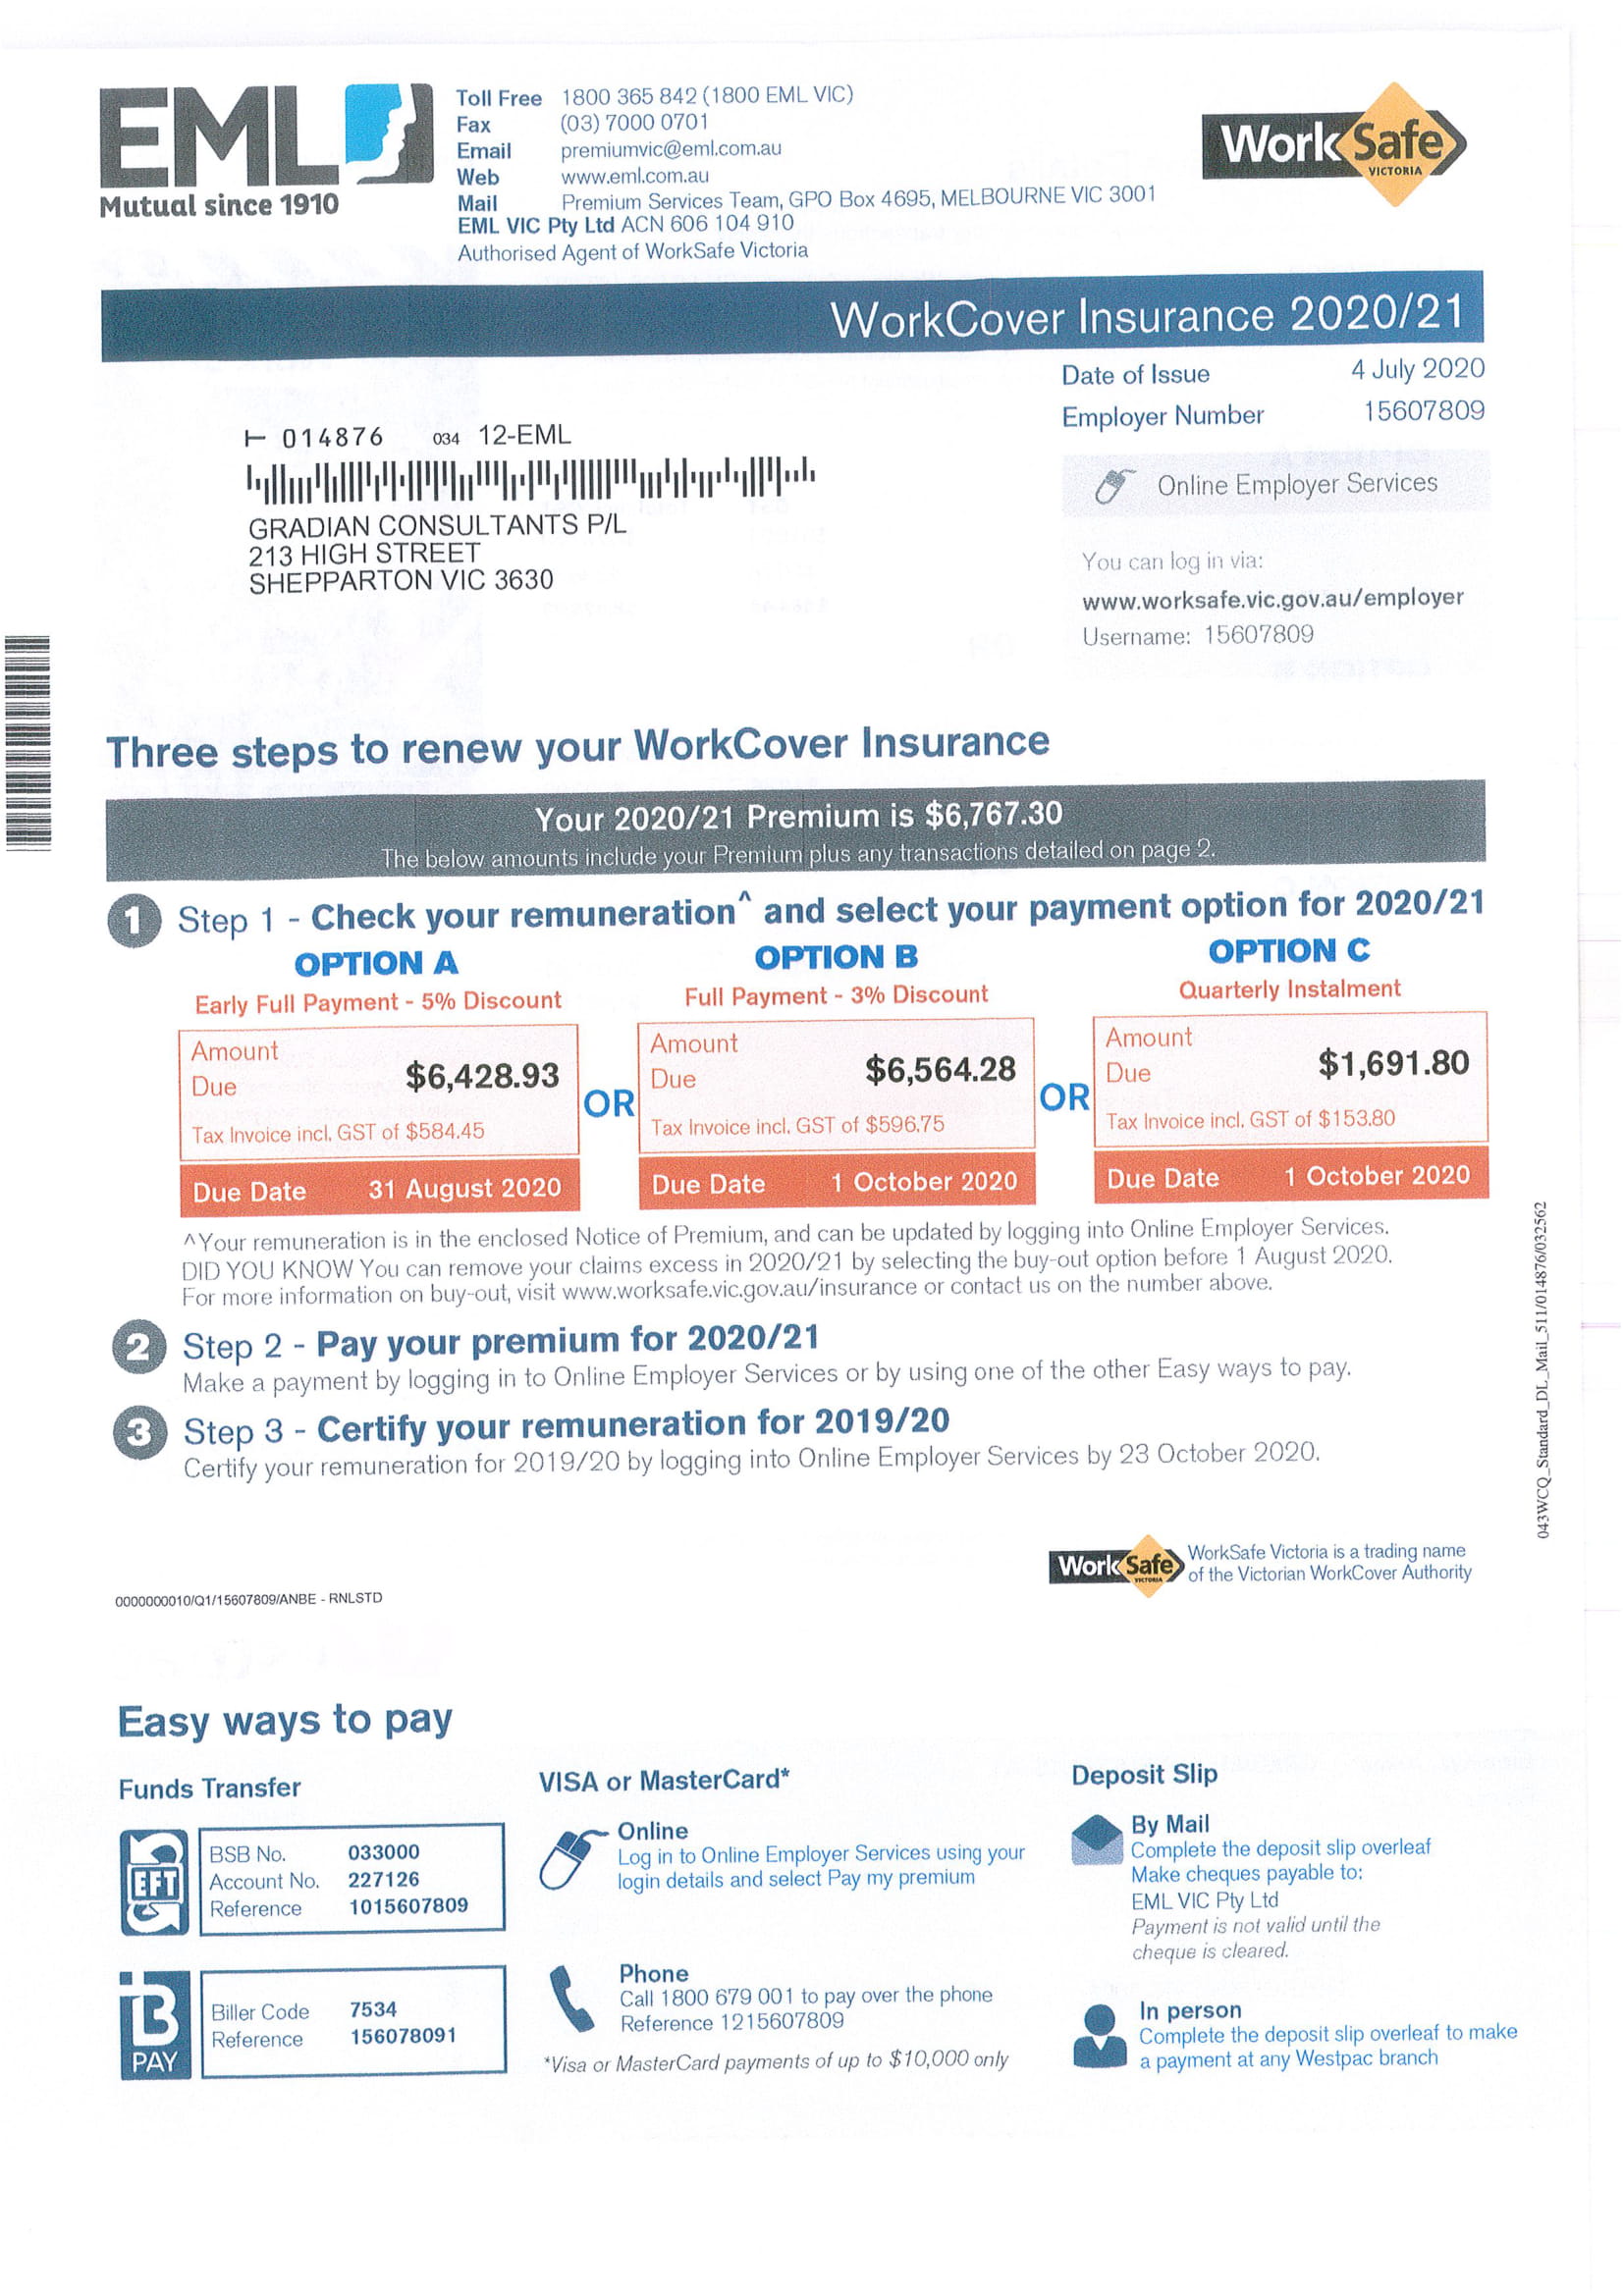 EML
Mutual since 1910
Toll Free 1800 365 842 (1800 EML VIC)
Fax (03) 7000 0701
Email premiumvic@eml.com.au
Web www.eml.com.au
Mail Premium Services Team, GPO Box 4695, MELBOURNE VIC 3001
EML VIC Pty Ltd ACN 606 104 910
Authorised Agent of WorkSafe Victoria
WorkSafe
VICTORIA
WorkCover Insurance 2020/21
Date of Issue 4 July 2020
Employer Number 15607809
014876 034 12-EML
GRADIAN CONSULTANTS P/L
213 HIGH STREET
SHEPPARTON VIC 3630
Online Employer Services
You can log in via:
www.worksafe.vic.gov.au/employer
Username: 15607809
Three steps to renew your WorkCover Insurance
Your 2020/21 Premium is $6,767.30
The below amounts include your Premium plus any transactions detailed on page 2.
1 Step 1 - Check your remuneration^ and select your payment option for 2020/21
OPTION A
Early Full Payment - 5% Discount
Amount
Due $6,428.93
Tax Invoice incl. GST of $584.45
Due Date 31 August 2020
OR
OPTION B
Full Payment - 3% Discount
Amount
Due $6,564.28
Tax Invoice incl. GST of $596.75
Due Date 1 October 2020
OR
OPTION C
Quarterly Instalment
Amount
Due $1,691.80
Tax Invoice incl. GST of $153.80
Due Date 1 October 2020
^Your remuneration is in the enclosed Notice of Premium, and can be updated by logging into Online Employer Services.
DID YOU KNOW You can remove your claims excess in 2020/21 by selecting the buy-out option before 1 August 2020.
For more information on buy-out, visit www.worksafe.vic.gov.au/insurance or contact us on the number above.
2 Step 2 - Pay your premium for 2020/21
Make a payment by logging in to Online Employer Services or by using one of the other Easy ways to pay.
3 Step 3 - Certify your remuneration for 2019/20
Certify your remuneration for 2019/20 by logging into Online Employer Services by 23 October 2020.
043WCQ_Standard_DL_Mail_511/014876/032562
WorkSafe
VICTORIA
WorkSafe Victoria is a trading name
of the Victorian WorkCover Authority
0000000010/Q1/15607809/ANBE - RNLSTD
Easy ways to pay
Funds Transfer
EFT
BSB No. 033000
Account No. 227126
Reference 1015607809
B
PAY
Biller Code 7534
Reference 156078091
VISA or MasterCard*
Online
Log in to Online Employer Services using your
login details and select Pay my premium
Phone
Call 1800 679 001 to pay over the phone
Reference 1215607809
*Visa or MasterCard payments of up to $10,000 only
Deposit Slip
By Mail
Complete the deposit slip overleaf
Make cheques payable to:
EML VIC Pty Ltd
Payment is not valid until the
cheque is cleared.
In person
Complete the deposit slip overleaf to make
a payment at any Westpac branch